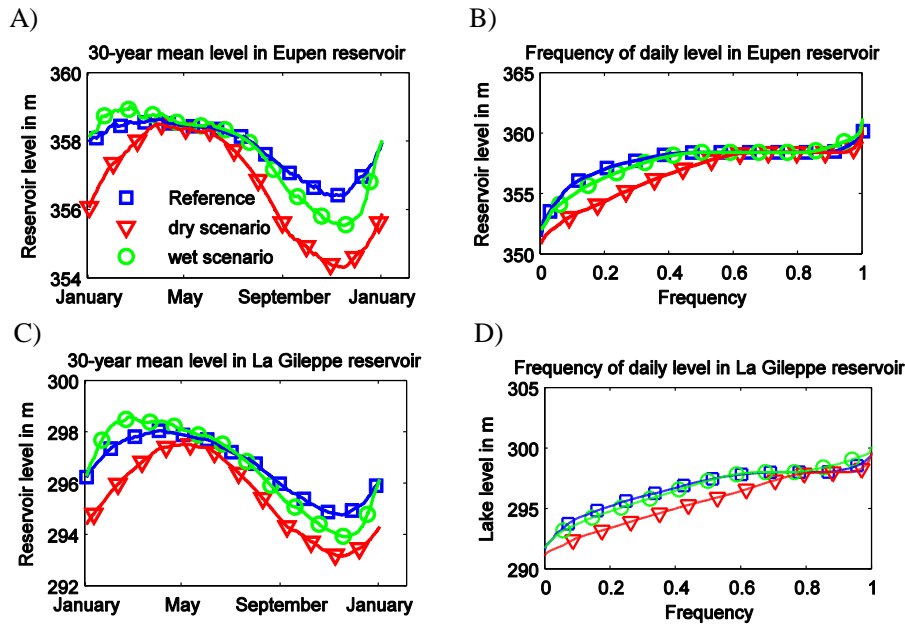 A)
30-year mean level in Eupen reservoir
Reservoir level in m
360
358
356
354
January
May
September
January
Reference
dry scenario
wet scenario
B)
Frequency of daily level in Eupen reservoir
Reservoir level in m
365
360
355
350
0
0.2
0.4
0.6
0.8
1
Frequency
C)
30-year mean level in La Gileppe reservoir
Reservoir level in m
300
298
296
294
292
January
May
September
January
D)
Frequency of daily level in La Gileppe reservoir
Lake level in m
305
300
295
290
0
0.2
0.4
0.6
0.8
1
Frequency